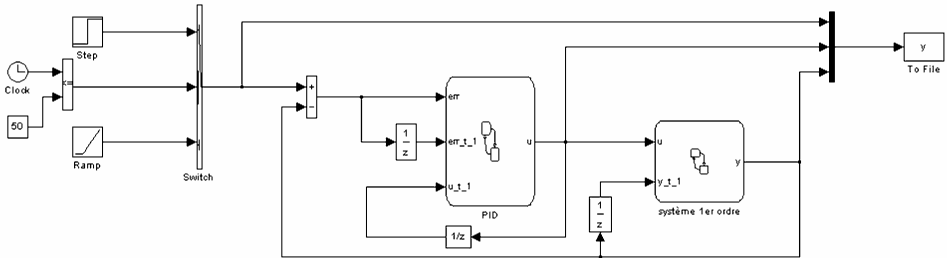 Step
Clock
<=
50
Ramp
Switch
+
−
err
err_t_1
u_t_1
u
PID
1
z
1/z
u
y_t_1
y
système 1er ordre
1
z
y
To File